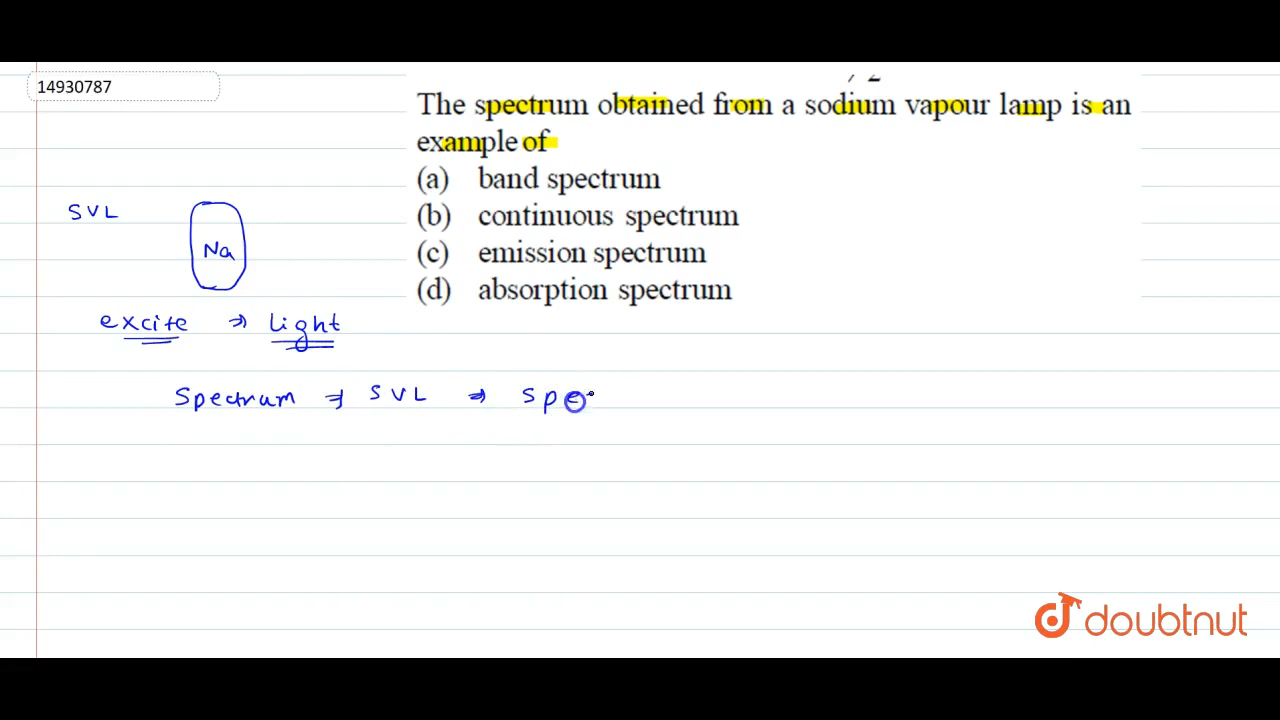 14930787
The spectrum obtained from a sodium vapour lamp is an
example of
(a) band spectrum
(b) continuous spectrum
(c) emission spectrum
(d) absorption spectrum
SVL
Na
excite ⇒ light
Spectrum ⇒ SVL ⇒ spe
doubtnut